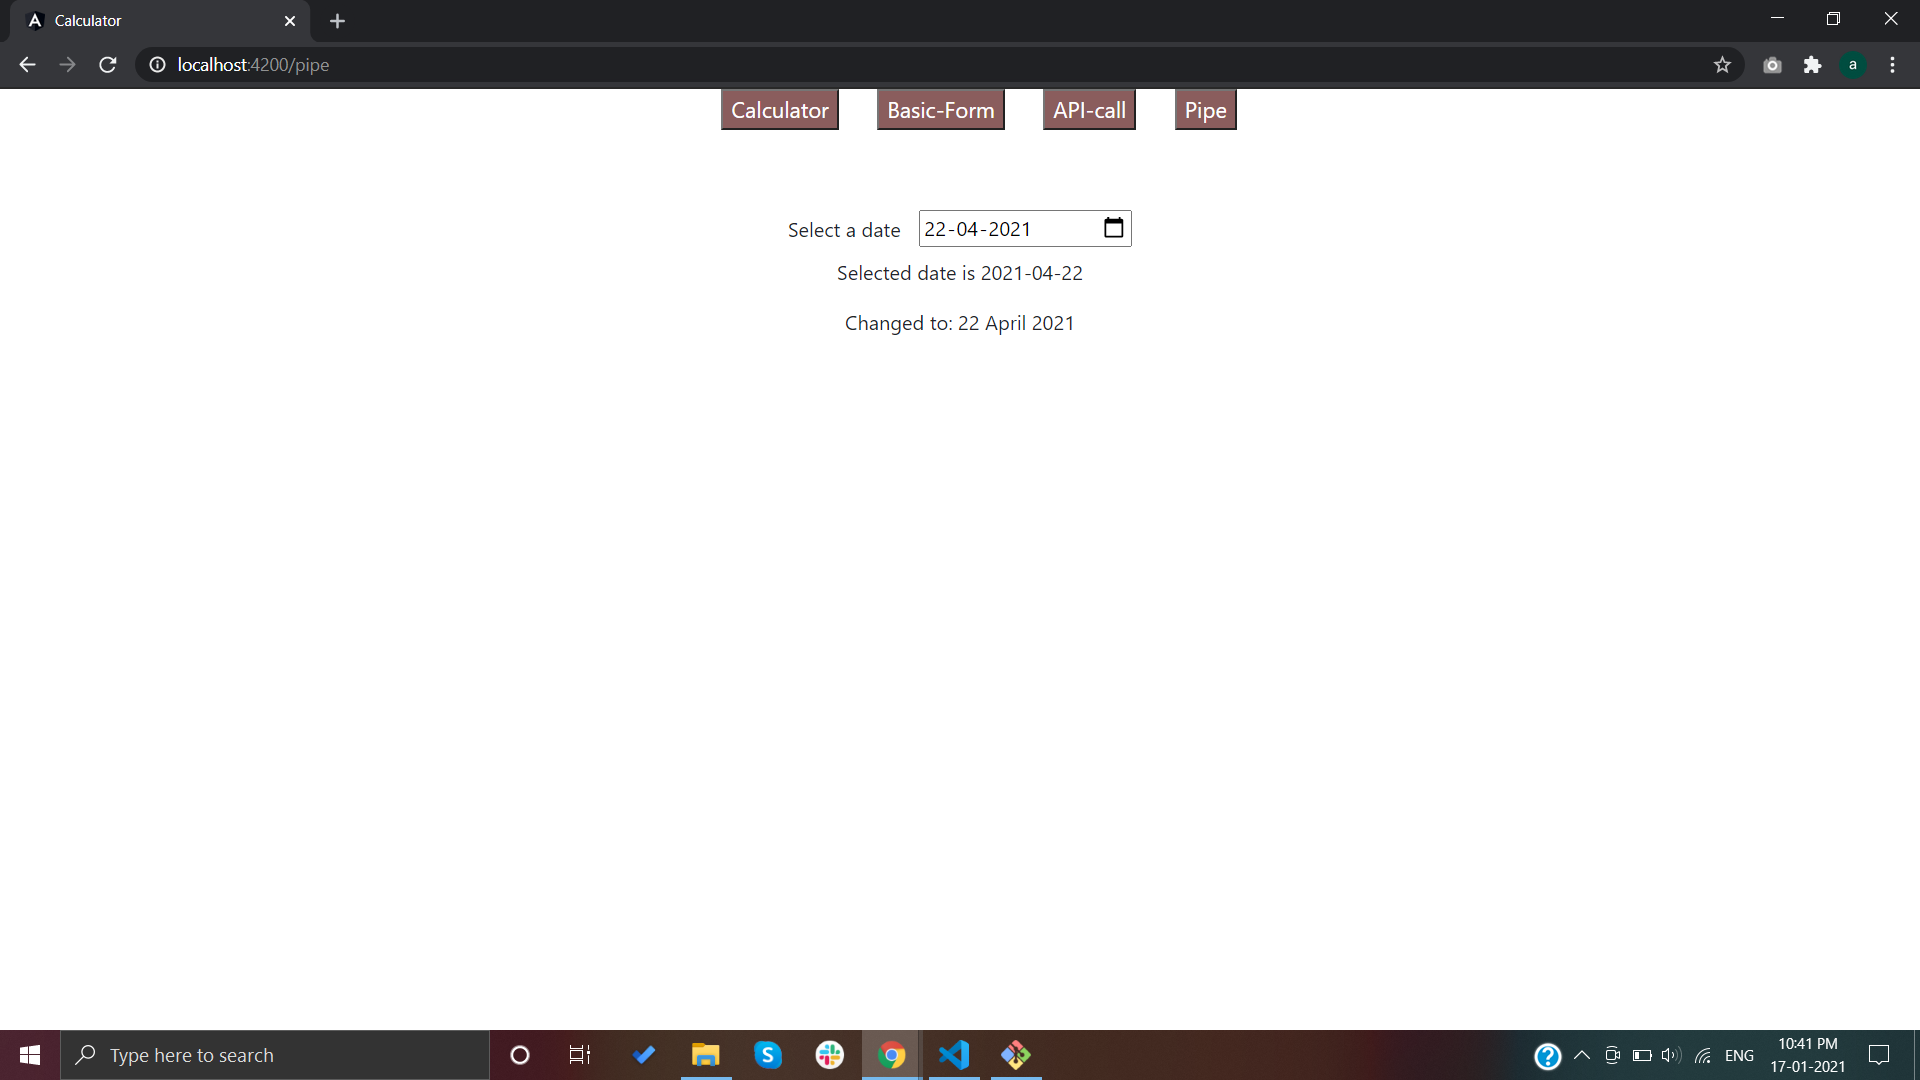 Calculator
localhost:4200/pipe
a
Calculator Basic-Form API-call Pipe
Select a date 22-04-2021
Selected date is 2021-04-22
Changed to: 22 April 2021
Type here to search
ENG
10:41 PM
17-01-2021